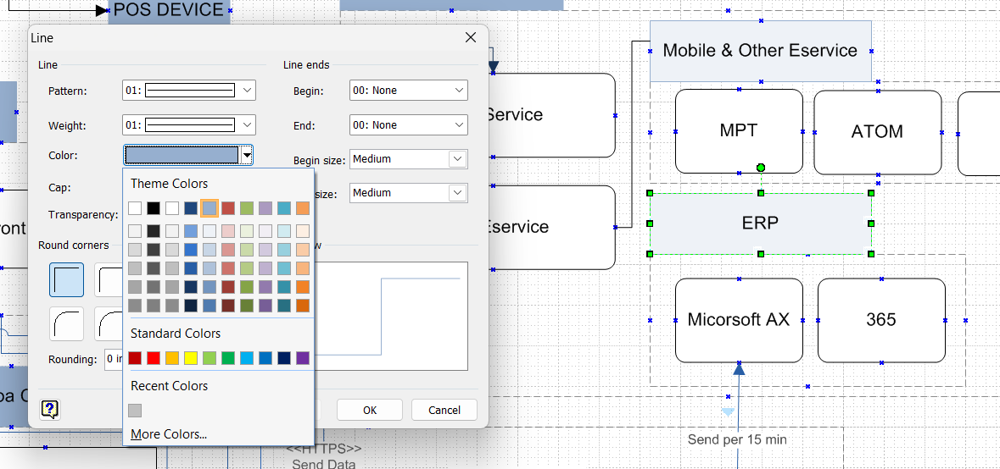 POS DEVICE
Line
Line
Line ends
Pattern:
01:
Begin:
00: None
Weight:
01:
End:
00: None
Color:
Begin size:
Medium
Cap:
size:
Medium
Transparency:
Round corners
Rounding:
0 in
Theme Colors
Standard Colors
Recent Colors
More Colors...
?
OK
Cancel
Mobile & Other Eservice
MPT
ATOM
Service
ERP
Eservice
ront
Micorsoft AX
365
Send per 15 min
<<HTTPS>>
Send Data